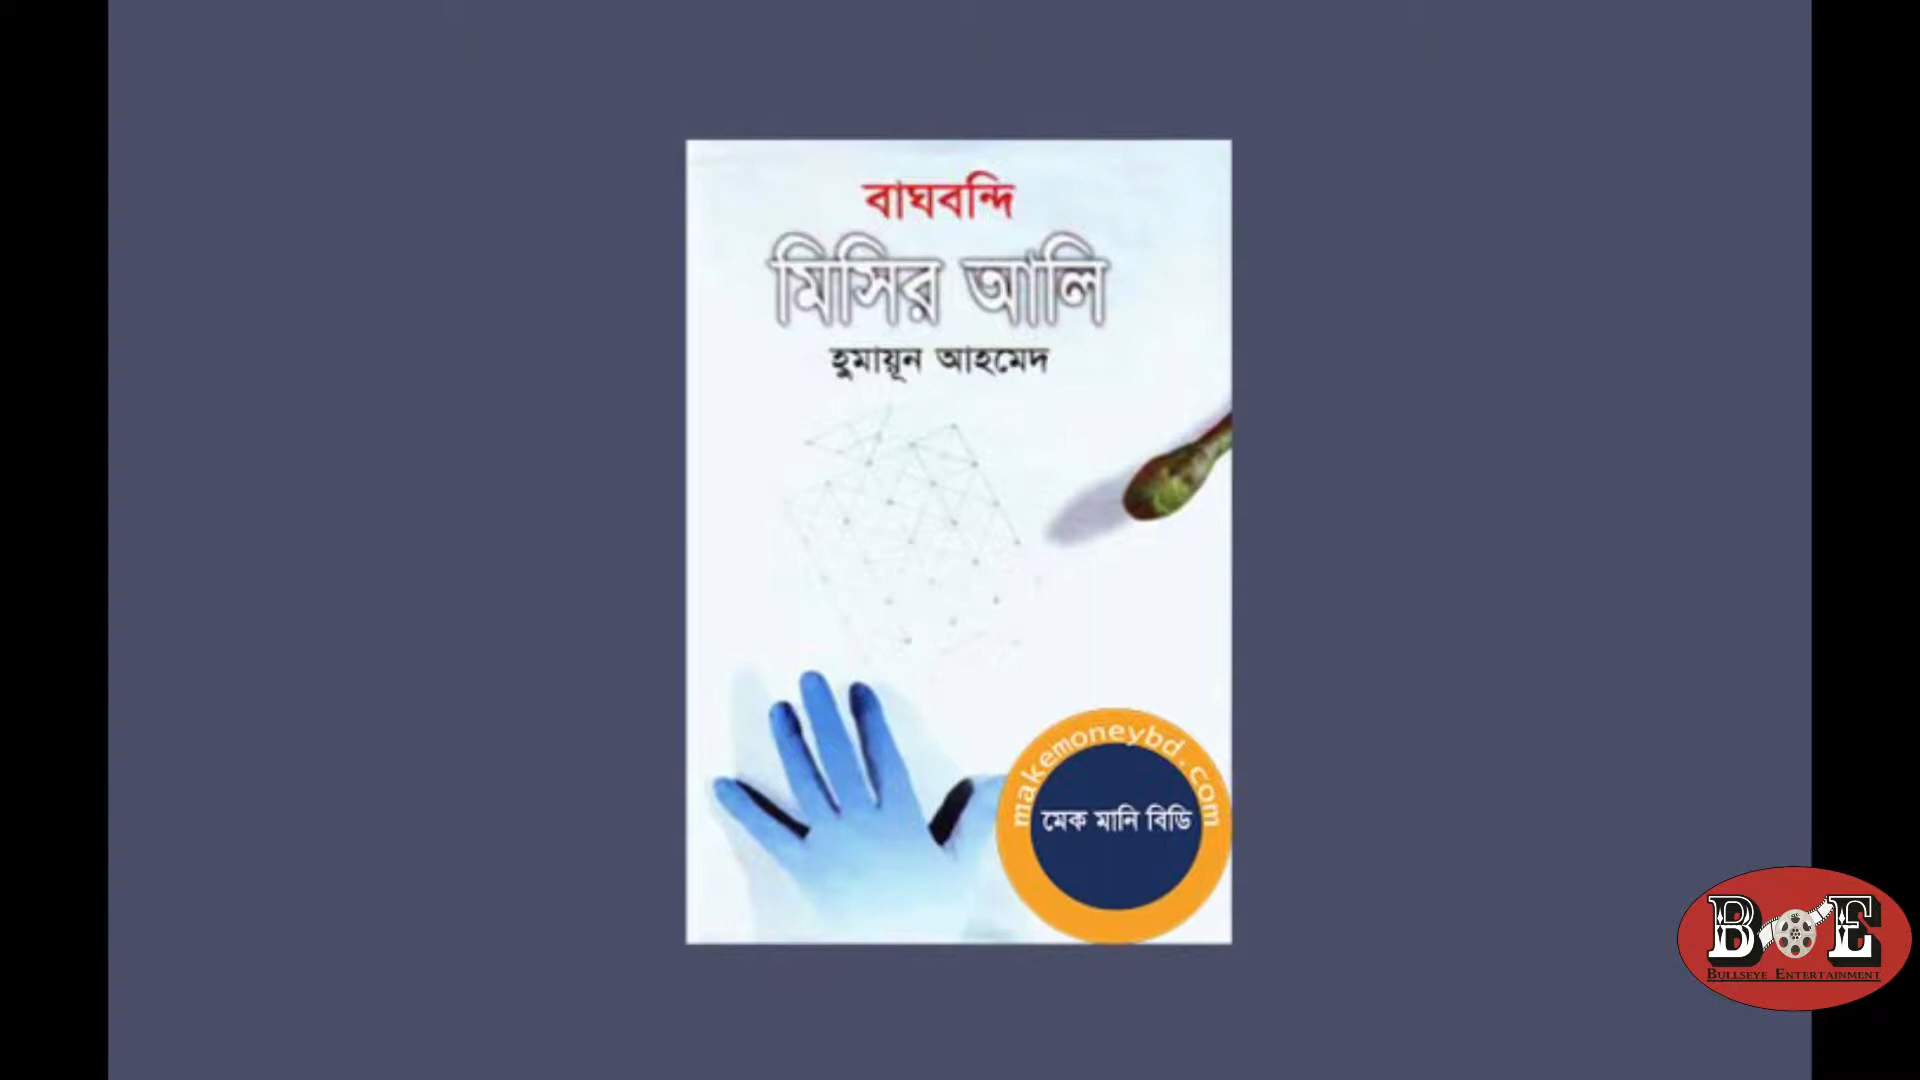 বাঘবন্দি
মিসির আলি
হুমায়ূন আহমেদ
makemoneybd.com
মেক মানি বিডি
BE
BULLSEYE ENTERTAINMENT